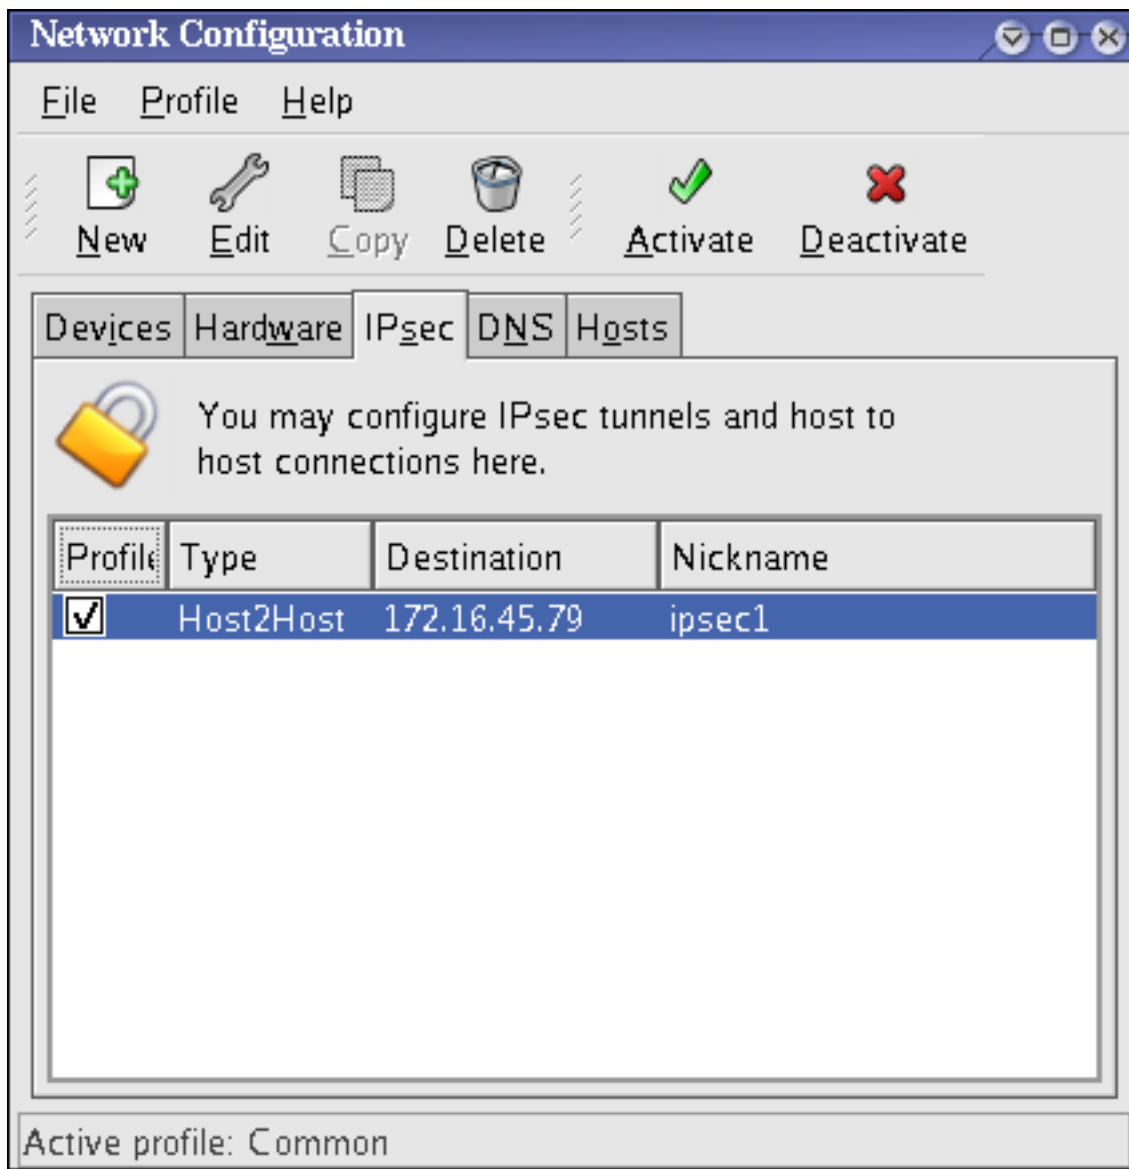 Network Configuration
File Profile Help
New Edit Copy Delete Activate Deactivate
Devices Hardware IPsec DNS Hosts
You may configure IPsec tunnels and host to
host connections here.
Profile Type Destination Nickname
Host2Host 172.16.45.79 ipsec1
Active profile: Common